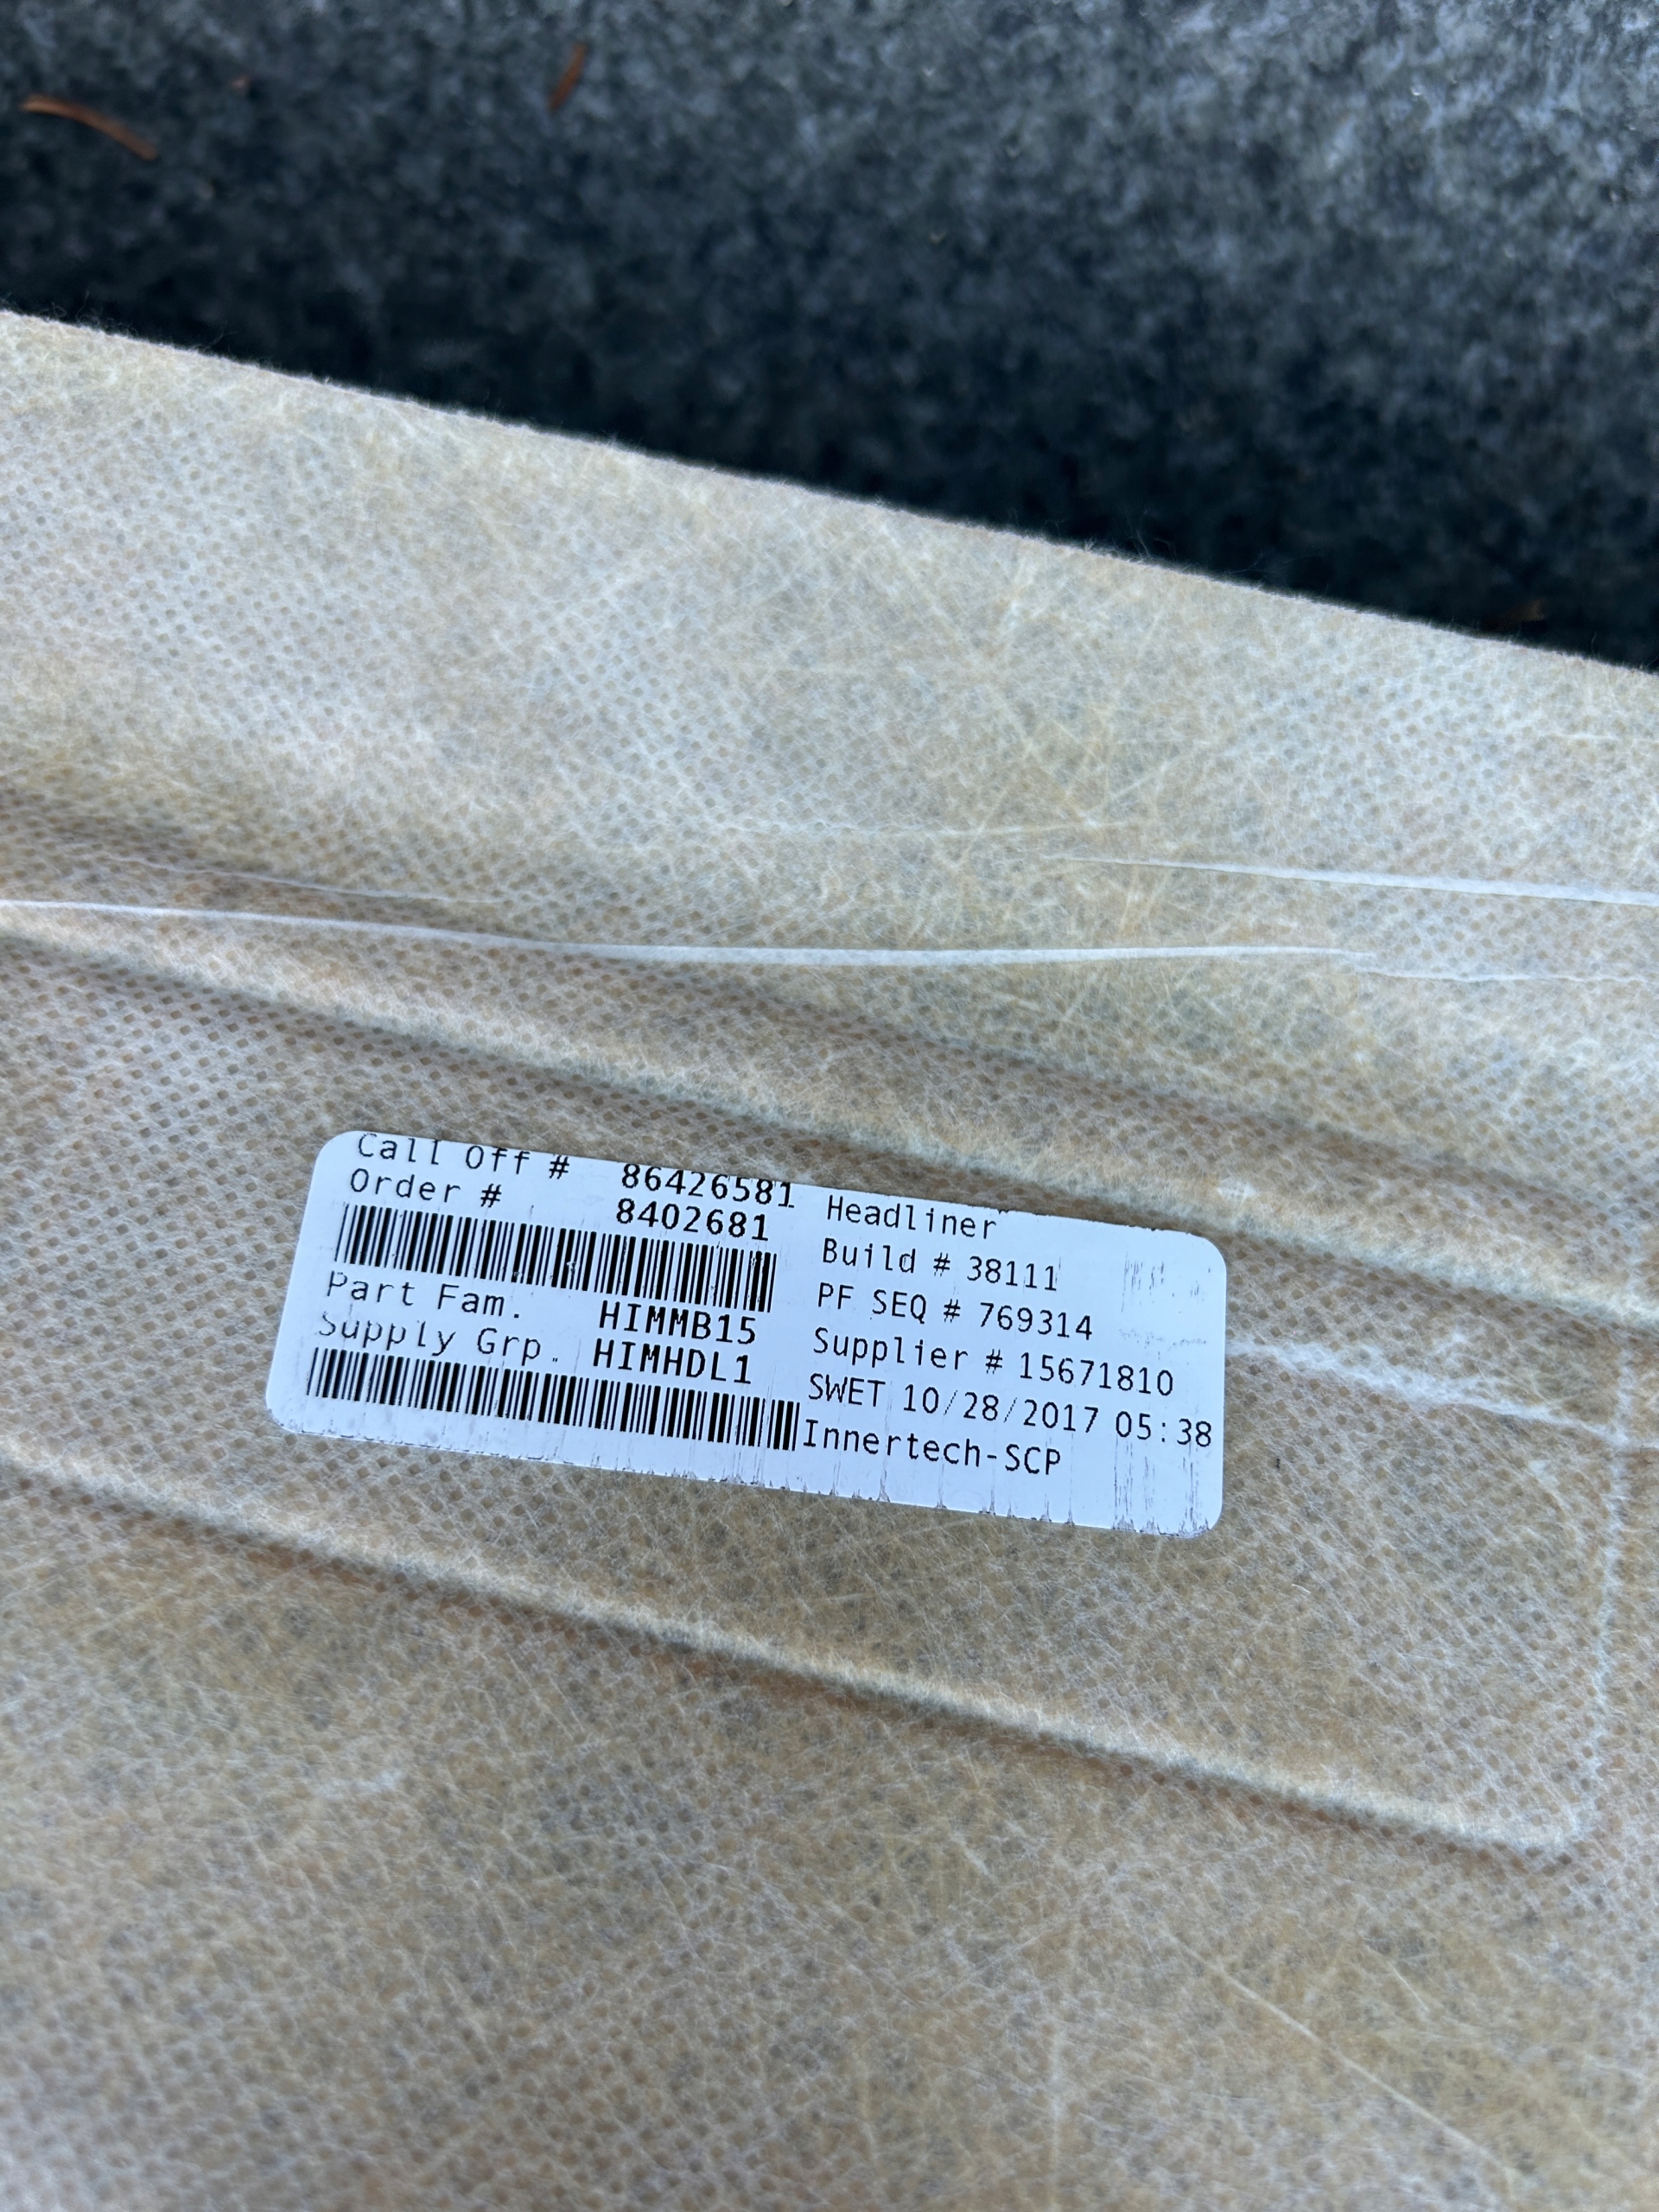 Call Off # 86426581
Order # 8402681
Part Fam. HIMMB15
Supply Grp. HIMHDL1
Headliner
Build # 38111
PF SEQ # 769314
Supplier # 15671810
SWET 10/28/2017 05:38
Innertech-SCP